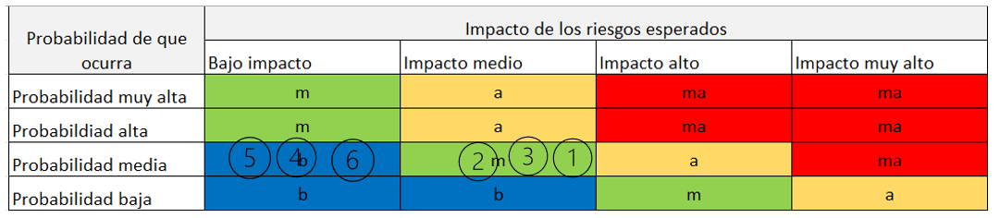 Probabilidad de que ocurra Impacto de los riesgos esperados
Bajo impacto Impacto medio Impacto alto Impacto muy alto
Probabilidad muy alta m a ma ma
Probabildiad alta m a ma ma
Probabilidad media 5 4 b 6 2 m 3 1 a ma
Probabilidad baja b b m a